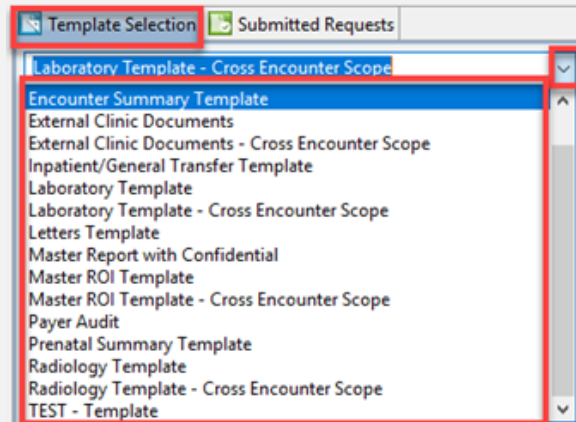 Template Selection Submitted Requests
Laboratory Template - Cross Encounter Scope
Encounter Summary Template
External Clinic Documents
External Clinic Documents - Cross Encounter Scope
Inpatient/General Transfer Template
Laboratory Template
Laboratory Template - Cross Encounter Scope
Letters Template
Master Report with Confidential
Master ROI Template
Master ROI Template - Cross Encounter Scope
Payer Audit
Prenatal Summary Template
Radiology Template
Radiology Template - Cross Encounter Scope
TEST - Template